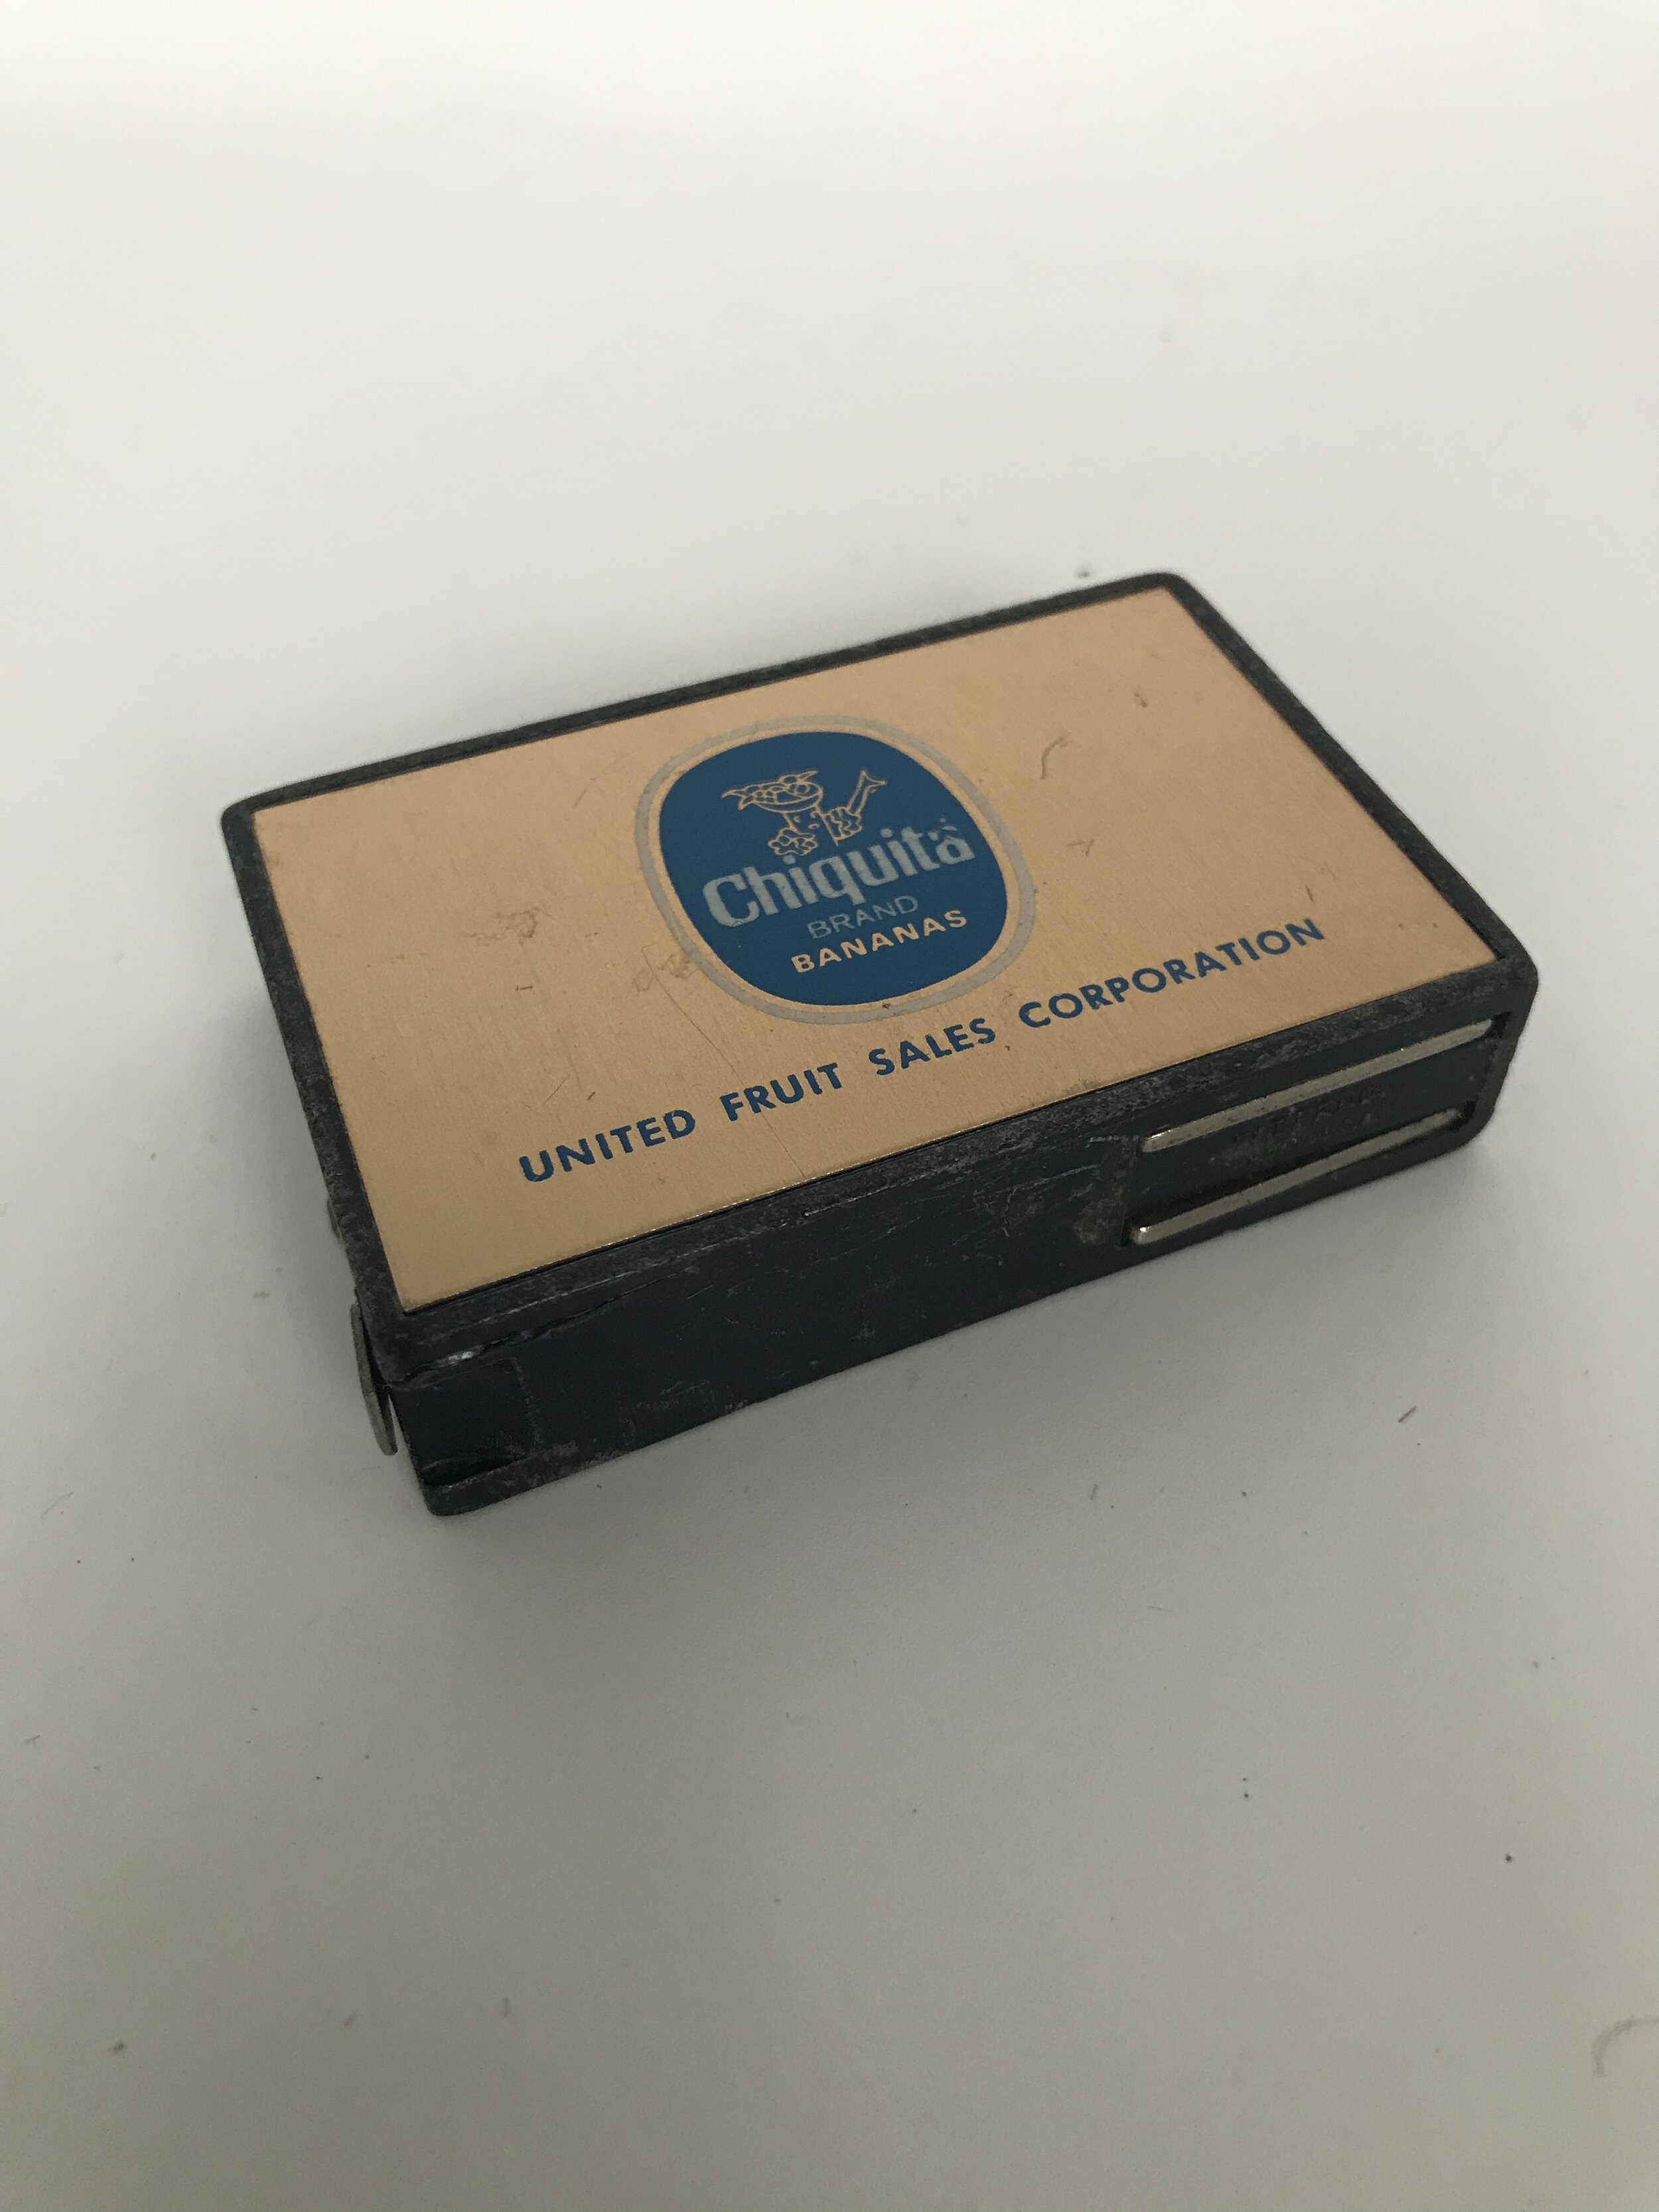 Chiquita
BRAND
BANANAS
UNITED FRUIT SALES CORPORATION